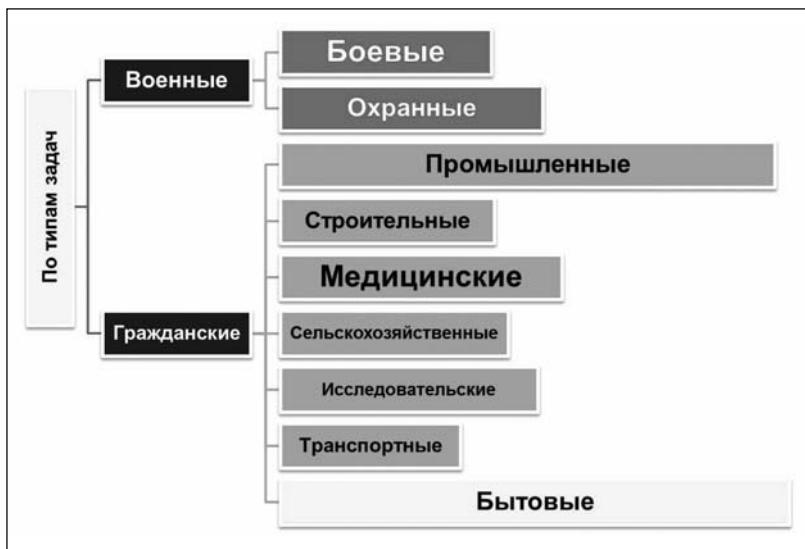 По типам задач
Военные
Боевые
Охранные
Гражданские
Промышленные
Строительные
Медицинские
Сельскохозяйственные
Исследовательские
Транспортные
Бытовые